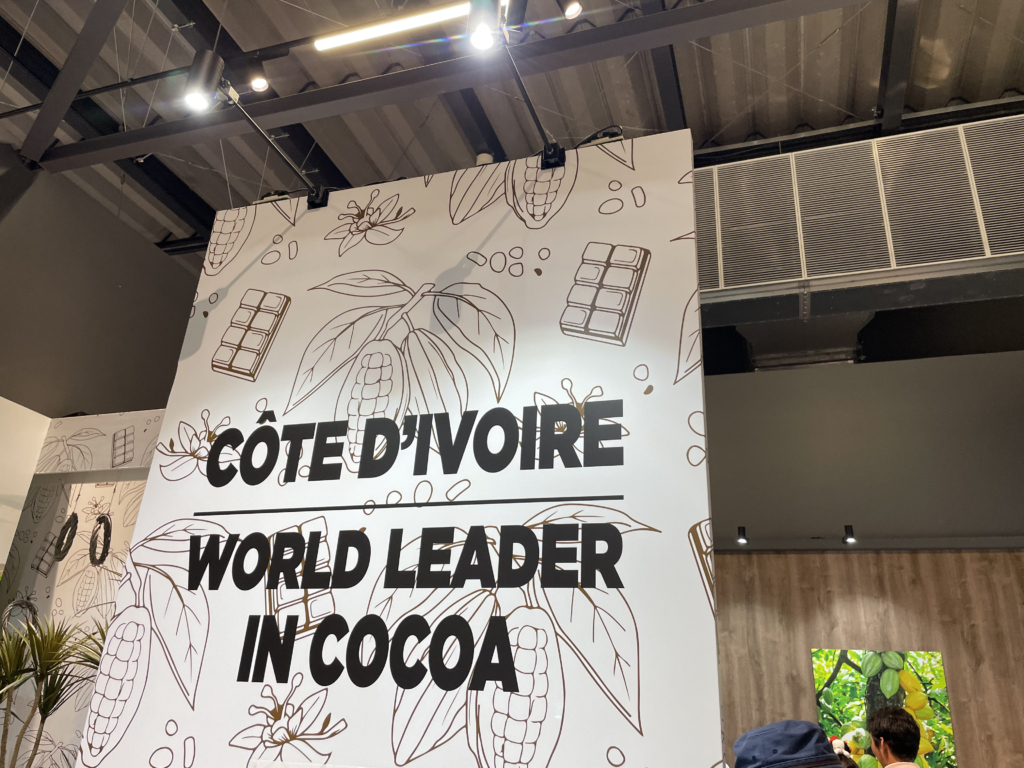 CÔTE D'IVOIRE
WORLD LEADER
IN COCOA